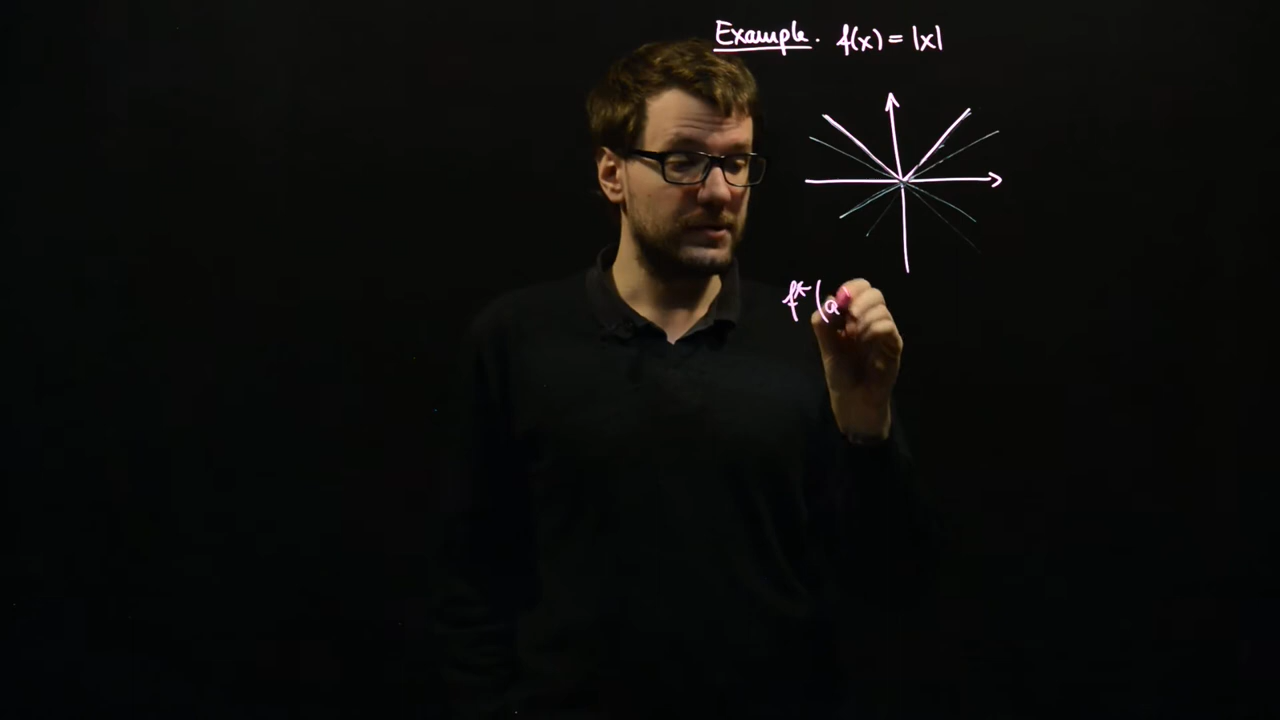 Example. f(x) = |x|
f*(a